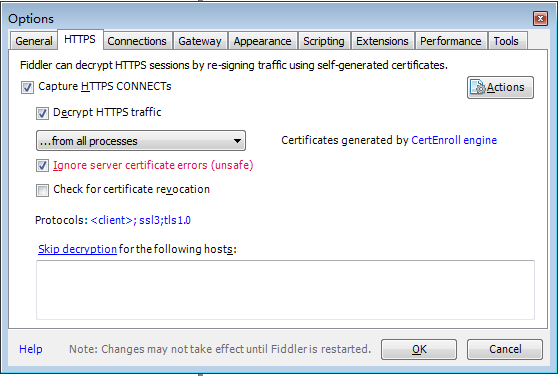 Options
General HTTPS Connections Gateway Appearance Scripting Extensions Performance Tools
Fiddler can decrypt HTTPS sessions by re-signing traffic using self-generated certificates.
Capture HTTPS CONNECTs
Actions
Decrypt HTTPS traffic
...from all processes
Certificates generated by CertEnroll engine
Ignore server certificate errors (unsafe)
Check for certificate revocation
Protocols: <client>; ssl3;tls1.0
Skip decryption for the following hosts:
Help Note: Changes may not take effect until Fiddler is restarted. OK Cancel